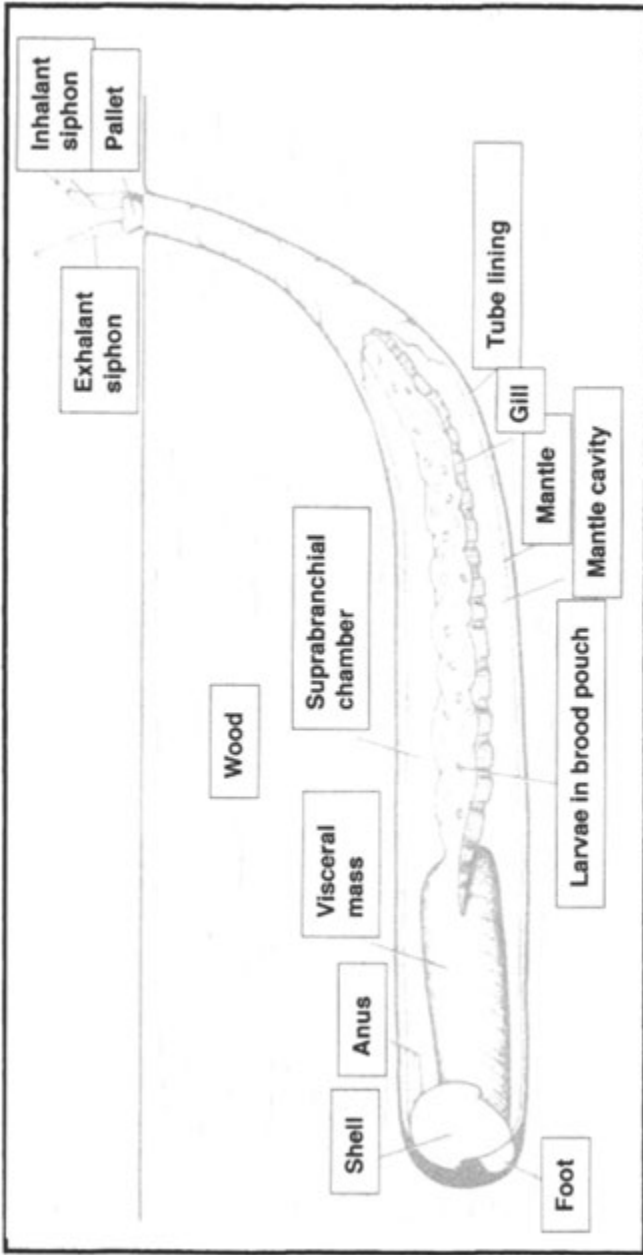 Inhalant
siphon
Pallet
Exhalant
siphon
Wood
Suprabranchial
chamber
Visceral
mass
Anus
Shell
Foot
Tube lining
Gill
Mantle
Mantle cavity
Larvae in brood pouch